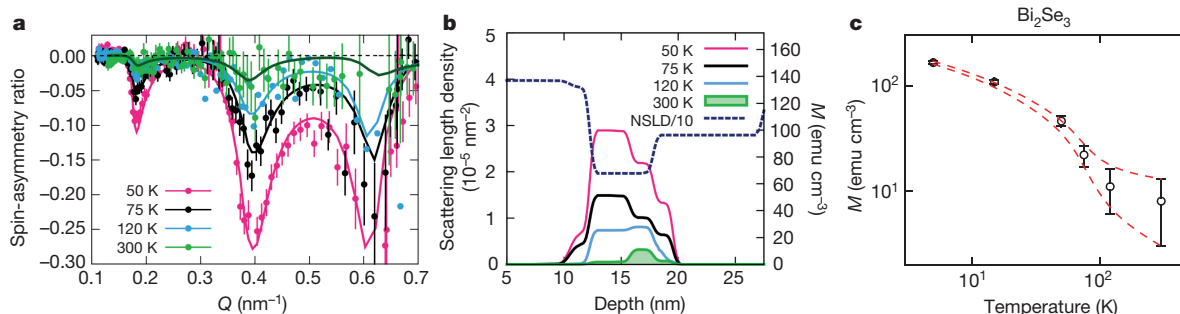 a
Spin-asymmetry ratio
0.00
−0.05
−0.10
−0.15
−0.20
−0.25
−0.30
50 K
75 K
120 K
300 K
0.1 0.2 0.3 0.4 0.5 0.6 0.7
Q (nm⁻¹)
b
Scattering length density
(10⁻⁵ nm⁻²)
5
4
3
2
1
0
50 K
75 K
120 K
300 K
NSLD/10
160
140
120
100
80
60
40
20
0
M (emu cm⁻³)
5 10 15 20 25
Depth (nm)
c
Bi₂Se₃
M (emu cm⁻³)
10²
10¹
10¹ 10²
Temperature (K)